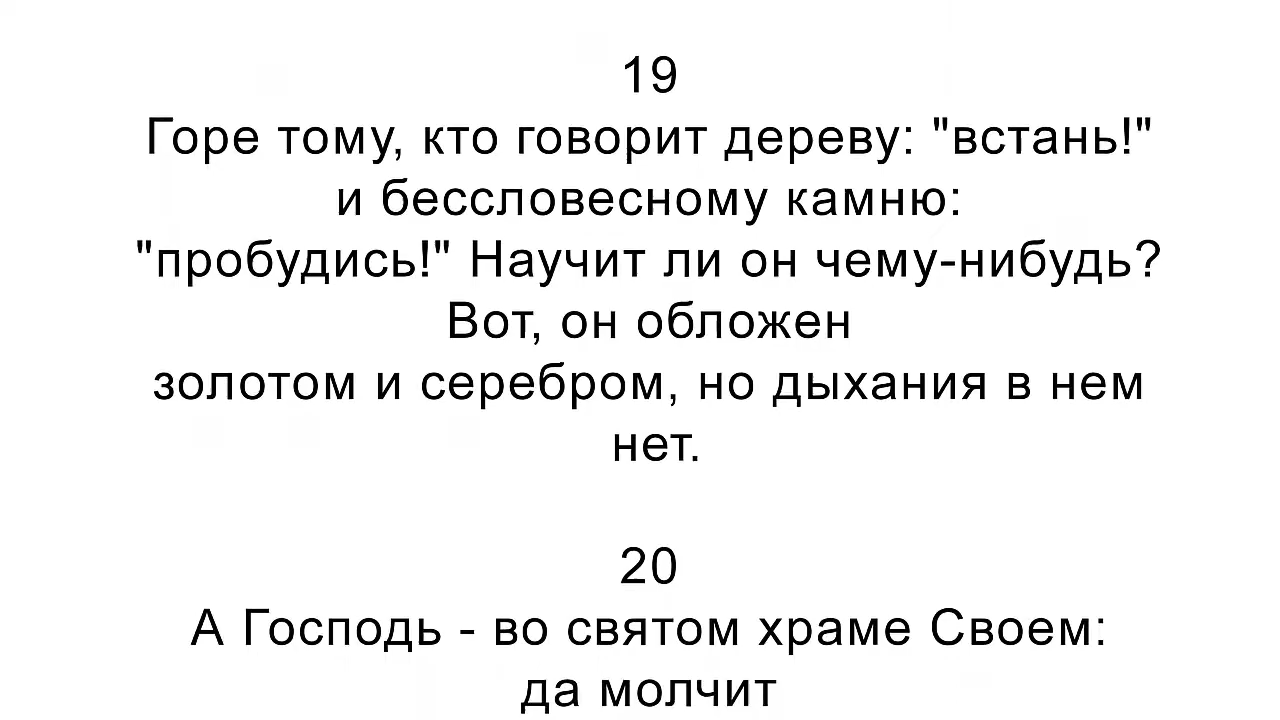 19
Горе тому, кто говорит дереву: "встань!"
и бессловесному камню:
"пробудись!" Научит ли он чему-нибудь?
Вот, он обложен
золотом и серебром, но дыхания в нем
нет.
20
А Господь - во святом храме Своем:
да молчит